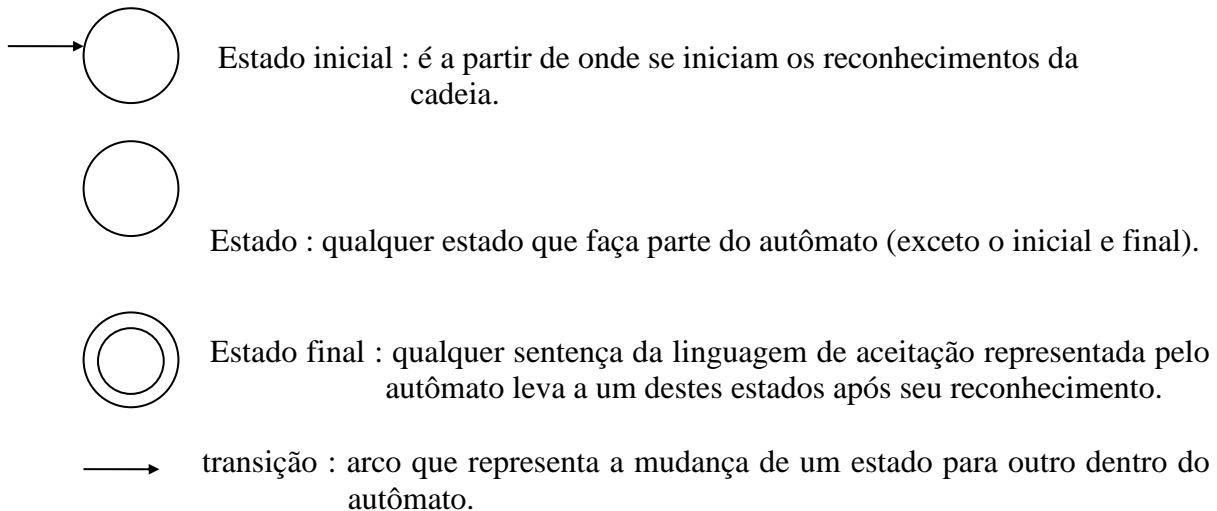 Estado inicial : é a partir de onde se iniciam os reconhecimentos da
cadeia.
Estado : qualquer estado que faça parte do autômato (exceto o inicial e final).
Estado final : qualquer sentença da linguagem de aceitação representada pelo
autômato leva a um destes estados após seu reconhecimento.
transição : arco que representa a mudança de um estado para outro dentro do
autômato.